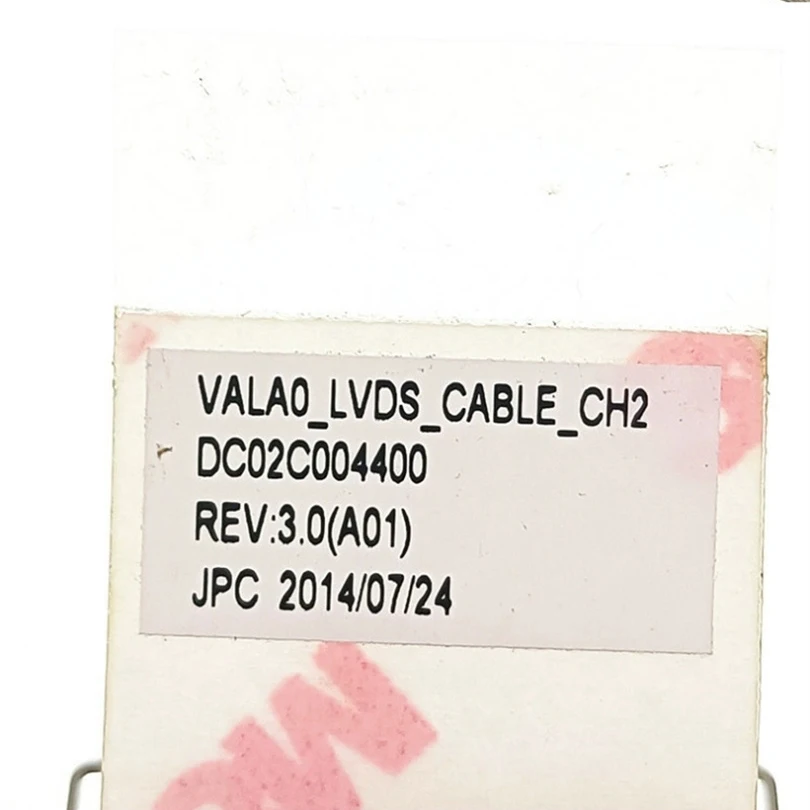 VALA0_LVDS_CABLE_CH2
DC02C004400
REV:3.0(A01)
JPC 2014/07/24